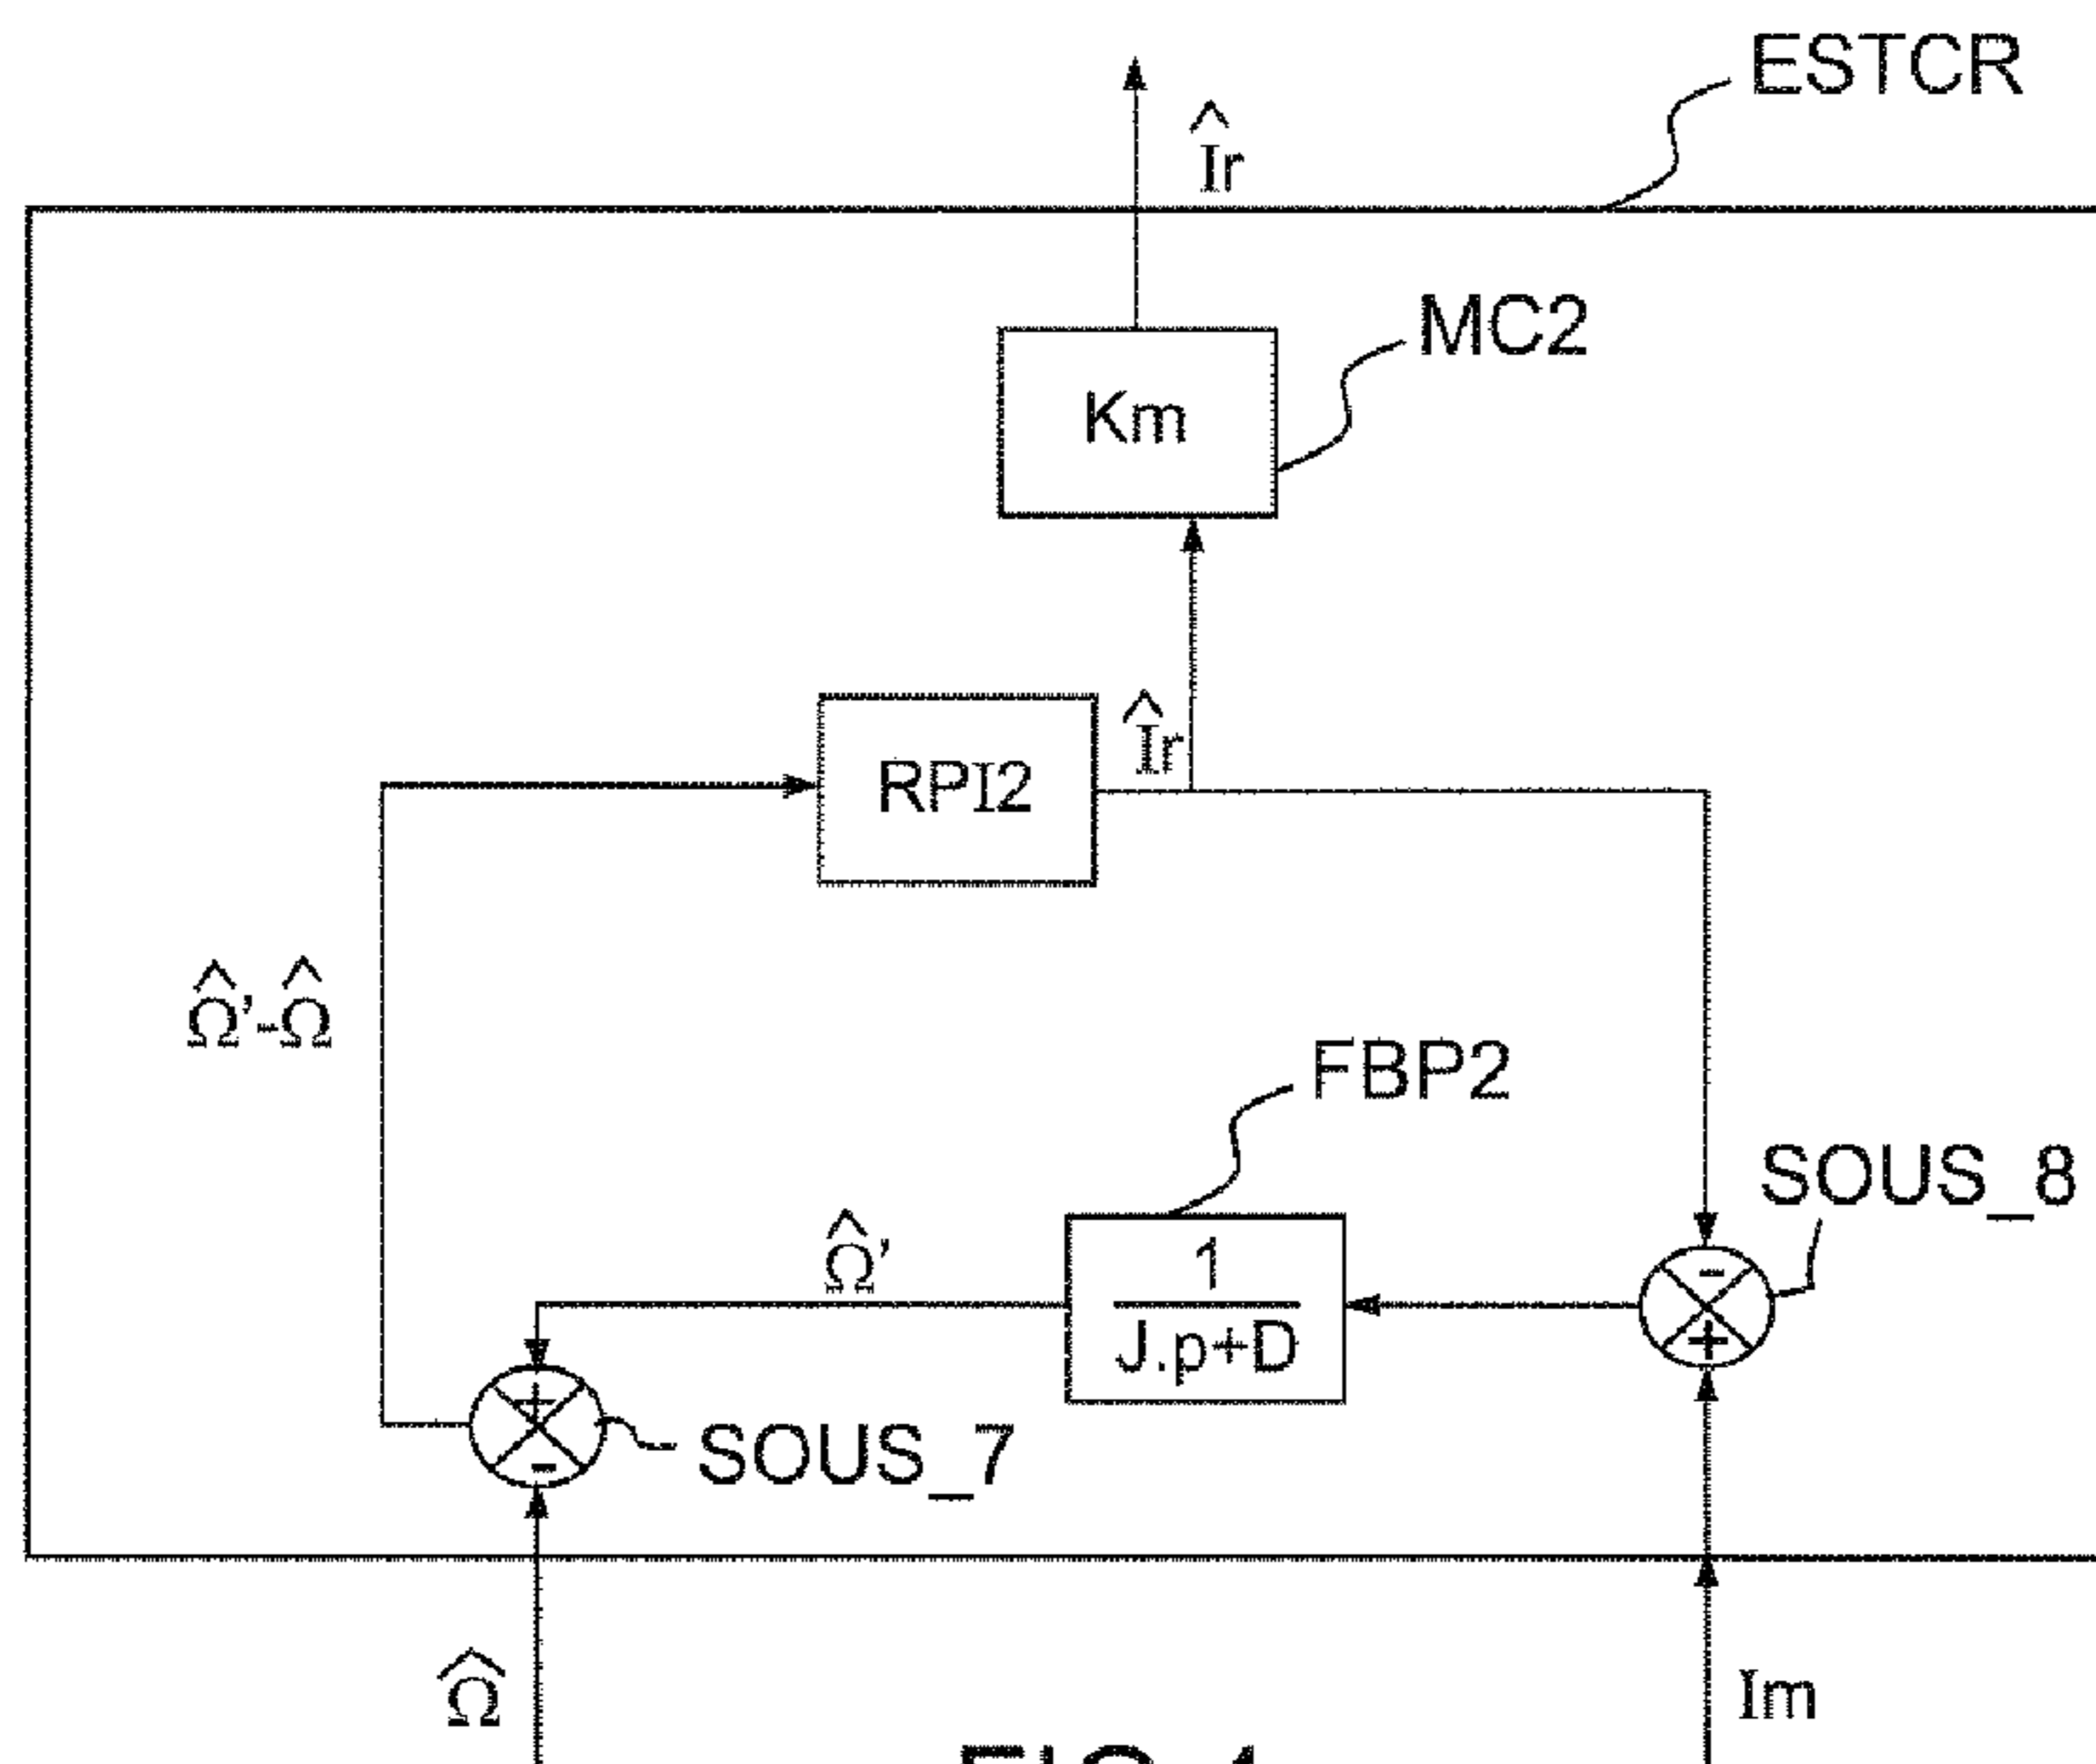 ESTCR
Îr
MC2
Km
Îr
RPI2
Ω̂'-Ω̂
FBP2
SOUS_8
Ω̂'
1
J.p+D
-
+
+
-
SOUS_7
Ω̂
Im